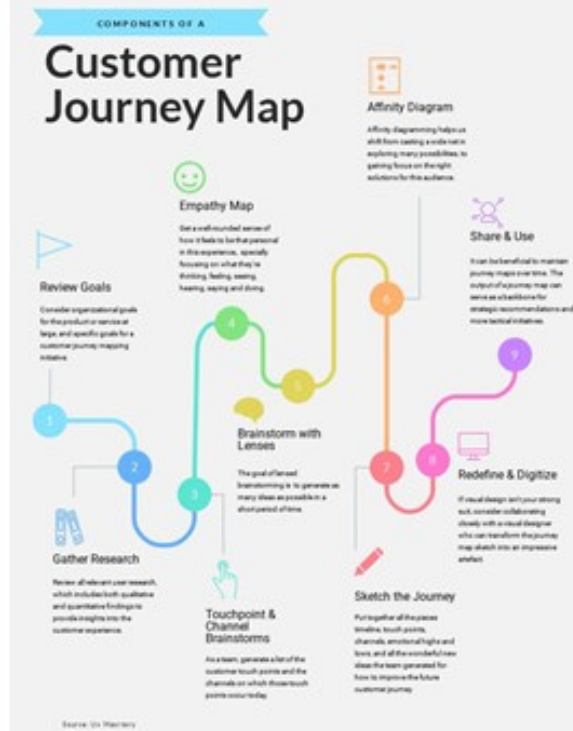 COMPONENTS OF A
Customer
Journey Map
Affinity Diagram
Affinity diagramming helps us
shift from casting a wide net in
exploring many possibilities, to
gaining focus on the right
solutions for this audience.
Empathy Map
Get a well-rounded sense of
how it feels to be that personal
in this experience, specially
focusing on what they're
thinking, feeling, seeing,
hearing, saying and doing.
Share & Use
It can be beneficial to maintain
journey maps over time. The
output of a journey map can
serve as a backbone for
strategic recommendations and
more tactical initiatives.
Review Goals
Consider organizational goals
for the product or service at
large, and specific goals for a
customer journey mapping
initiative.
1
2
3
4
5
6
7
8
9
Brainstorm with
Lenses
The goal of lensed
brainstorming is to generate as
many ideas as possible in a
short period of time.
Redefine & Digitize
If visual design isn't your strong
suit, consider collaborating
closely with a visual designer
who can transform the journey
map sketch into an impressive
artefact.
Gather Research
Review all relevant user research,
which includes both qualitative
and quantitative findings to
provide insights into the
customer experience.
Touchpoint &
Channel
Brainstorms
As a team, generate a list of the
customer touch points and the
channels on which those touch
points occur today.
Sketch the Journey
Put together all the pieces
timeline, touch points,
channels, emotional highs and
lows, and all the wonderful new
ideas the team generated for
how to improve the future
customer journey.
Source: Ux Mastery